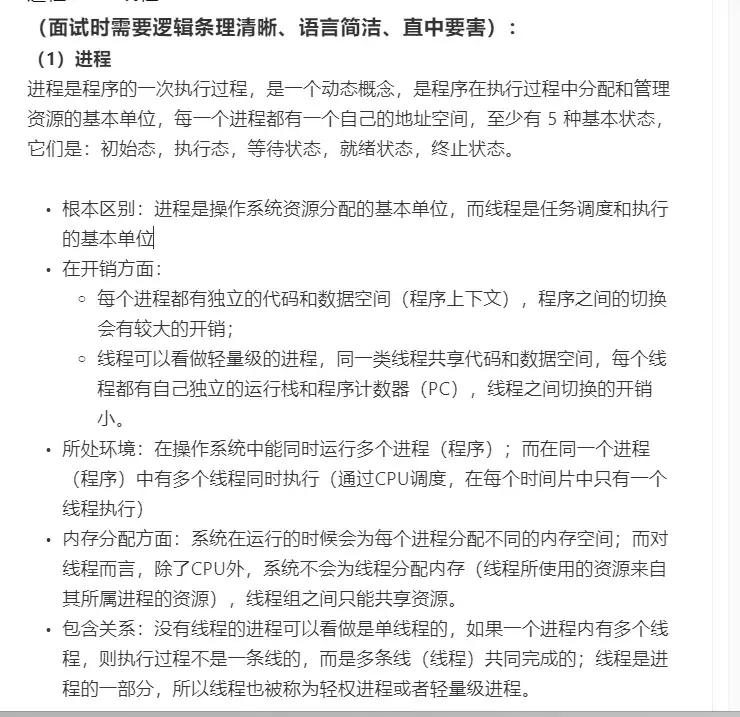 （面试时需要逻辑条理清晰、语言简洁、直中要害）：
（1）进程
进程是程序的一次执行过程，是一个动态概念，是程序在执行过程中分配和管理
资源的基本单位，每一个进程都有一个自己的地址空间，至少有 5 种基本状态，
它们是：初始态，执行态，等待状态，就绪状态，终止状态。
• 根本区别：进程是操作系统资源分配的基本单位，而线程是任务调度和执行
的基本单位
• 在开销方面：
○ 每个进程都有独立的代码和数据空间（程序上下文），程序之间的切换
会有较大的开销；
○ 线程可以看做轻量级的进程，同一类线程共享代码和数据空间，每个线
程都有自己独立的运行栈和程序计数器（PC），线程之间切换的开销
小。
• 所处环境：在操作系统中能同时运行多个进程（程序）；而在同一个进程
（程序）中有多个线程同时执行（通过CPU调度，在每个时间片中只有一个
线程执行）
• 内存分配方面：系统在运行的时候会为每个进程分配不同的内存空间；而对
线程而言，除了CPU外，系统不会为线程分配内存（线程所使用的资源来自
其所属进程的资源），线程组之间只能共享资源。
• 包含关系：没有线程的进程可以看做是单线程的，如果一个进程内有多个线
程，则执行过程不是一条线的，而是多条线（线程）共同完成的；线程是进
程的一部分，所以线程也被称为轻权进程或者轻量级进程。